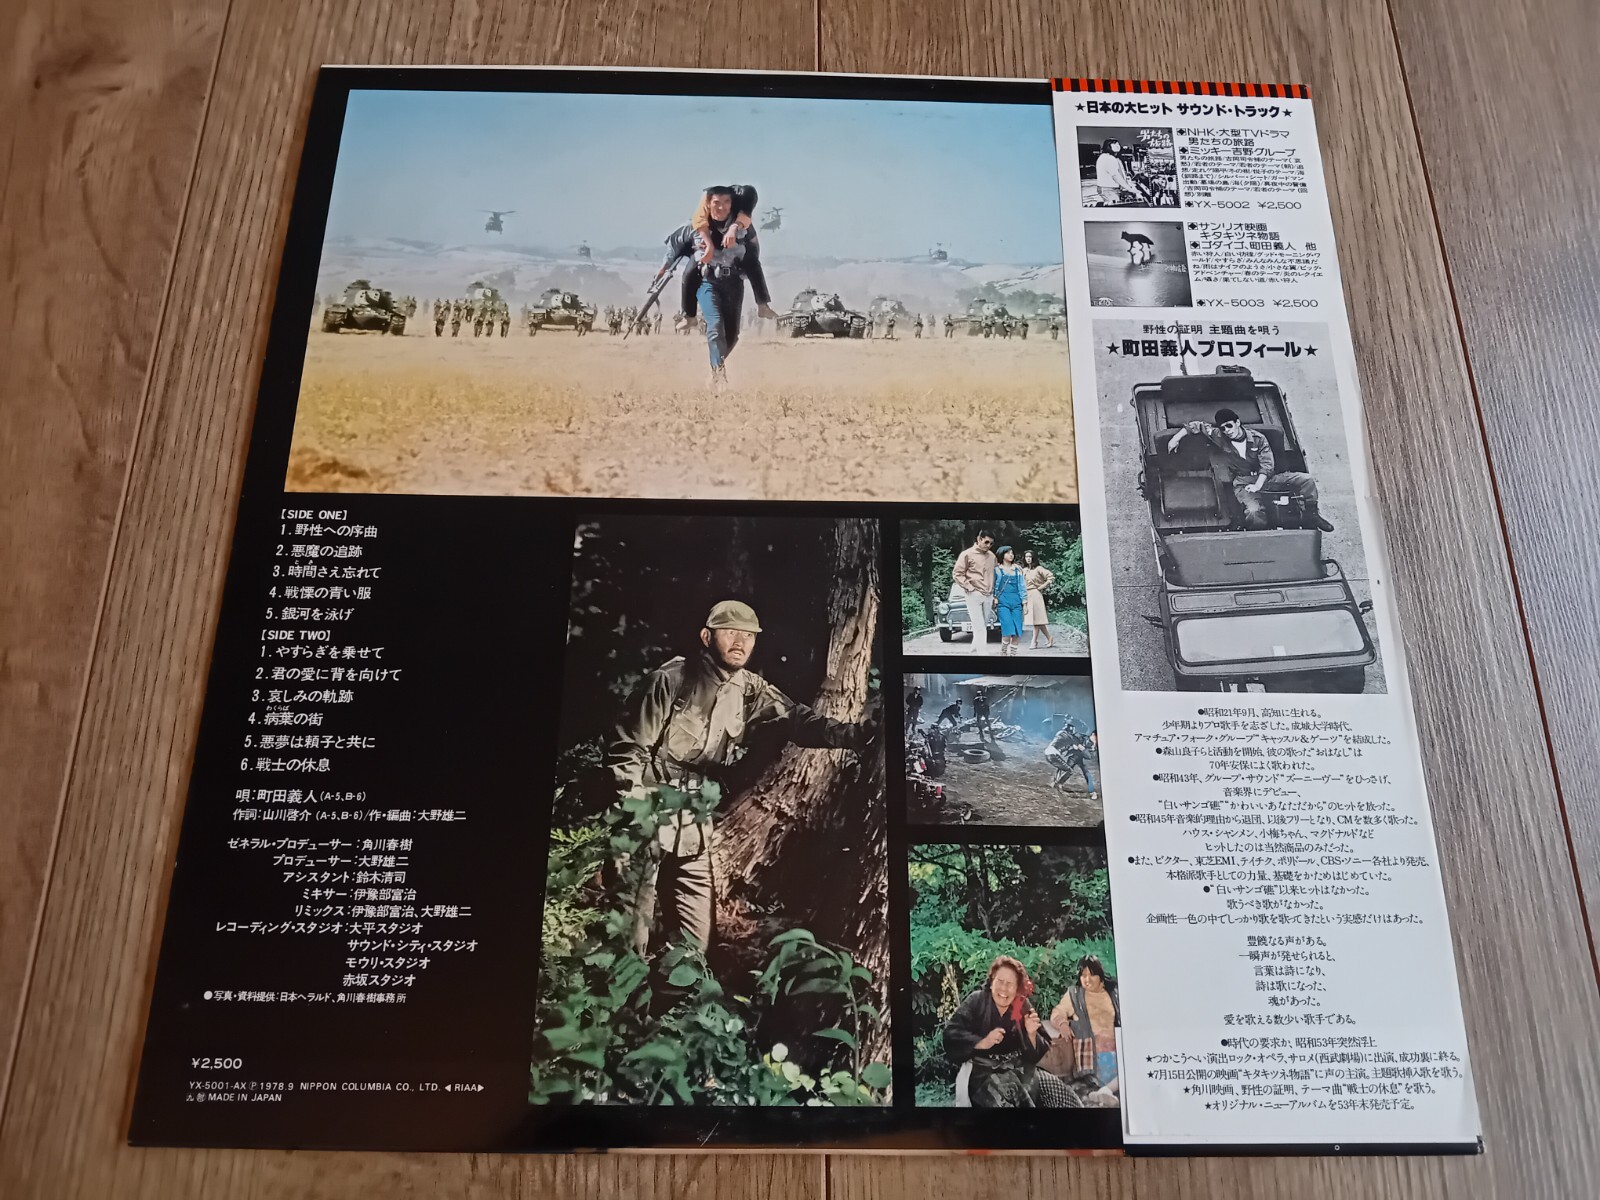 【SIDE ONE】
1.野性への序曲
2.悪魔の追跡
とき
3.時間さえ忘れて
4.戦慄の青い服
5.銀河を泳げ
【SIDE TWO】
1.やすらぎを乗せて
2.君の愛に背を向けて
3.哀しみの軌跡
わくらば
4.病葉の街
5.悪夢は頼子と共に
6.戦士の休息
唄:町田義人(A-5、B-6)
作詞:山川啓介(A-5、B-6)/作・編曲:大野雄二
ゼネラル・プロデューサー:角川春樹
プロデューサー:大野雄二
アシスタント:鈴木清司
ミキサー:伊豫部富治
リミックス:伊豫部富治、大野雄二
レコーディング・スタジオ:大平スタジオ
サウンド・シティ・スタジオ
モウリ・スタジオ
赤坂スタジオ
●写真・資料提供:日本ヘラルド、角川春樹事務所
¥2,500
YX-5001-AX Ⓟ 1978.9 NIPPON COLUMBIA CO., LTD. ◀RIAA▶
MADE IN JAPAN
★日本の大ヒット サウンド・トラック★
NHK・大型TVドラマ
男たちの旅路
ミッキー吉野グループ
YX-5002 ¥2,500
サンリオ映画
キタキツネ物語
ゴダイゴ、町田義人 他
YX-5003 ¥2,500
野性の証明 主題曲を唄う
★町田義人プロフィール★
●昭和21年9月、高知に生れる。
少年期よりプロ歌手を志ざした。成城大学時代、
アマチュア・フォーク・グループ“キャッスル&ゲーツ”を結成した。
●森山良子らと活動を開始、彼の歌った“おはなし”は
70年安保によく歌われた。
●昭和43年、グループ・サウンド“ズーニーヴー”をひっさげ、
音楽界にデビュー、
“白いサンゴ礁”“かわいいあなただから”のヒットを放った。
●昭和45年音楽的理由から退団、以後フリーとなり、CMを数多く歌った。
ハウス・シャンメン、小梅ちゃん、マクドナルドなど
ヒットしたのは当然商品のみだった。
●また、ビクター、東芝EMI、テイチク、ポリドール、CBS・ソニー各社より発売、
本格派歌手としての力量、基礎をかためはじめていた。
●“白いサンゴ礁”以来ヒットはなかった。
歌うべき歌がなかった。
企画性一色の中でしっかり歌を歌ってきたという実感だけはあった。
豊饒なる声がある。
一瞬声が発せられると、
言葉は詩になり、
詩は歌になった、
魂があった。
愛を歌える数少い歌手である。
●時代の要求か、昭和53年突然浮上
★つかこうへい演出ロック・オペラ、サロメ(西武劇場)に出演、成功裏に終る。
★7月15日公開の映画“キタキツネ物語”に声の主演。主題歌挿入歌を歌う。
★角川映画、野性の証明、テーマ曲“戦士の休息”を歌う。
★オリジナル・ニューアルバムを53年末発売予定。